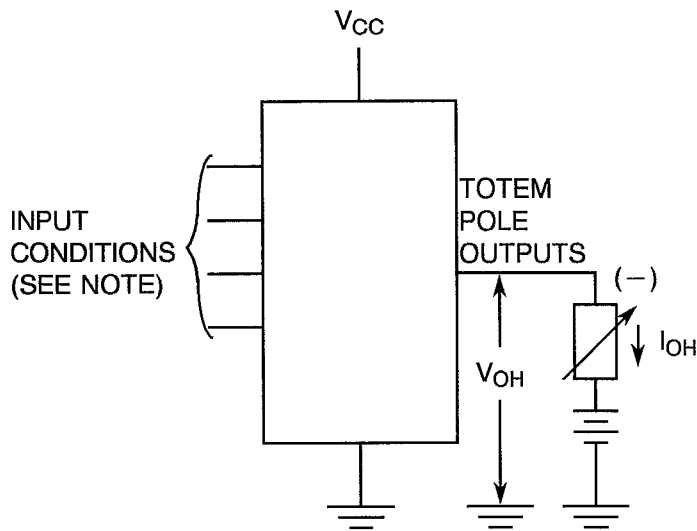 VCC
INPUT
CONDITIONS
(SEE NOTE)
TOTEM
POLE
OUTPUTS
(−)
IOH
VOH